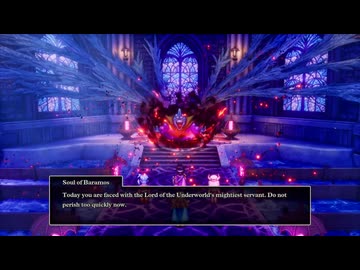 Soul of Baramos
Today you are faced with the Lord of the Underworld's mightiest servant. Do not
perish too quickly now.